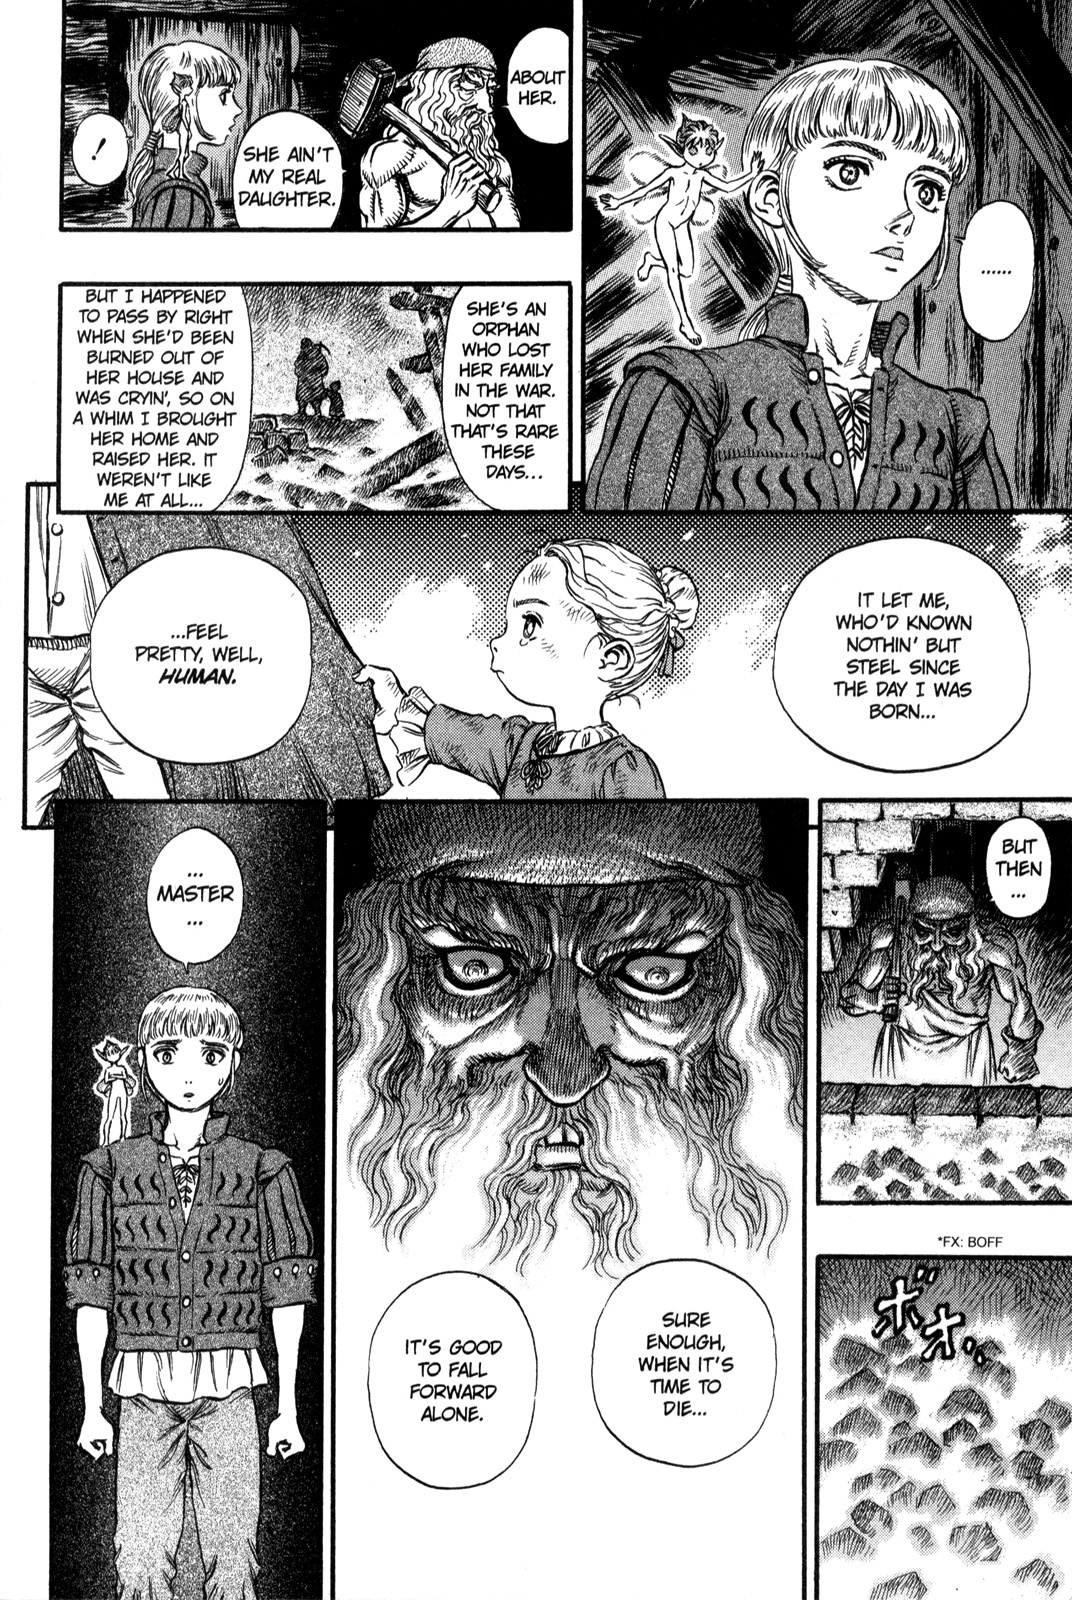 ......
ABOUT
HER.
SHE AIN'T
MY REAL
DAUGHTER.
!
SHE'S AN
ORPHAN
WHO LOST
HER FAMILY
IN THE WAR.
NOT THAT
THAT'S RARE
THESE
DAYS...
BUT I HAPPENED
TO PASS BY RIGHT
WHEN SHE'D BEEN
BURNED OUT OF
HER HOUSE AND
WAS CRYIN', SO ON
A WHIM I BROUGHT
HER HOME AND
RAISED HER. IT
WEREN'T LIKE
ME AT ALL...
IT LET ME,
WHO'D KNOWN
NOTHIN' BUT
STEEL SINCE
THE DAY I WAS
BORN...
...FEEL
PRETTY, WELL,
HUMAN.
BUT
THEN
...
*FX: BOFF
ボオ‥
SURE
ENOUGH,
WHEN IT'S
TIME TO
DIE...
IT'S GOOD
TO FALL
FORWARD
ALONE.
...
MASTER
...